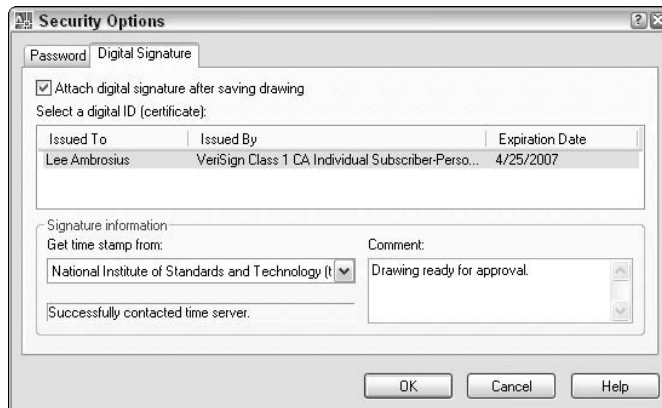 Security Options
Password Digital Signature
Attach digital signature after saving drawing
Select a digital ID (certificate):
Issued To Issued By Expiration Date
Lee Ambrosius VeriSign Class 1 CA Individual Subscriber-Perso... 4/25/2007
Signature information
Get time stamp from: Comment:
National Institute of Standards and Technology (t Drawing ready for approval.
Successfully contacted time server.
OK Cancel Help